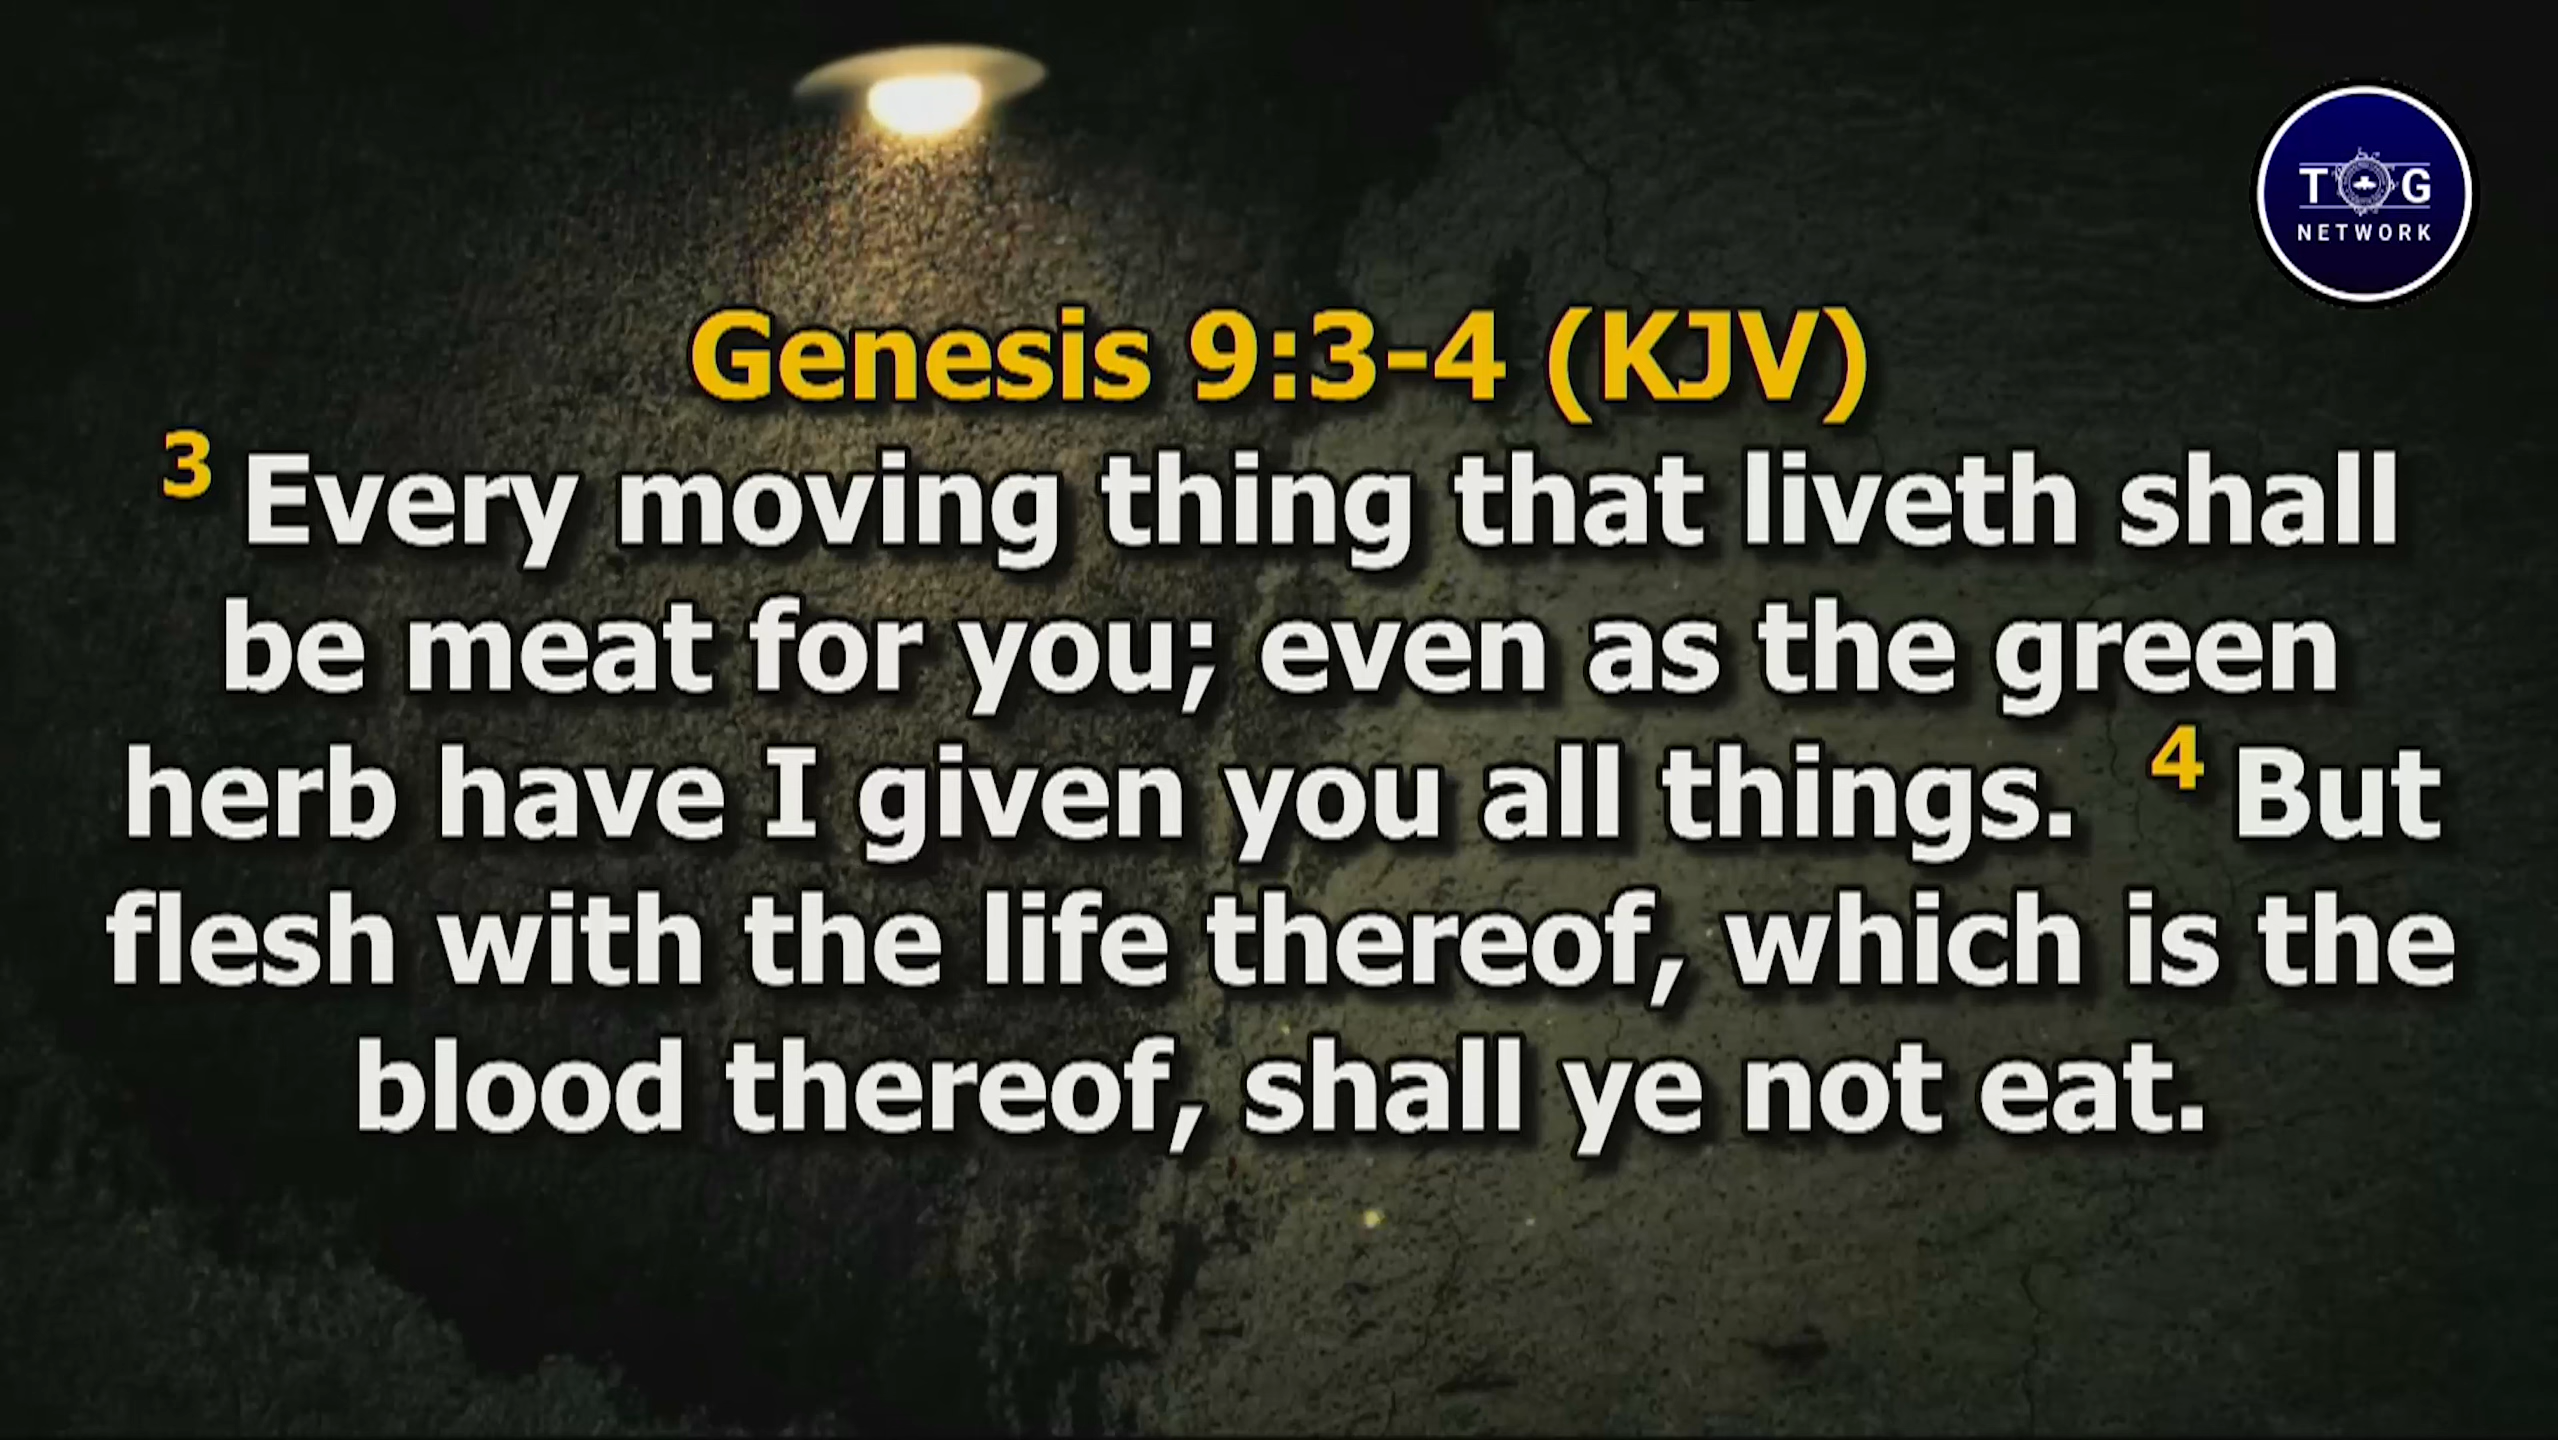 T G
NETWORK
Genesis 9:3-4 (KJV)
3 Every moving thing that liveth shall
be meat for you; even as the green
herb have I given you all things. 4 But
flesh with the life thereof, which is the
blood thereof, shall ye not eat.